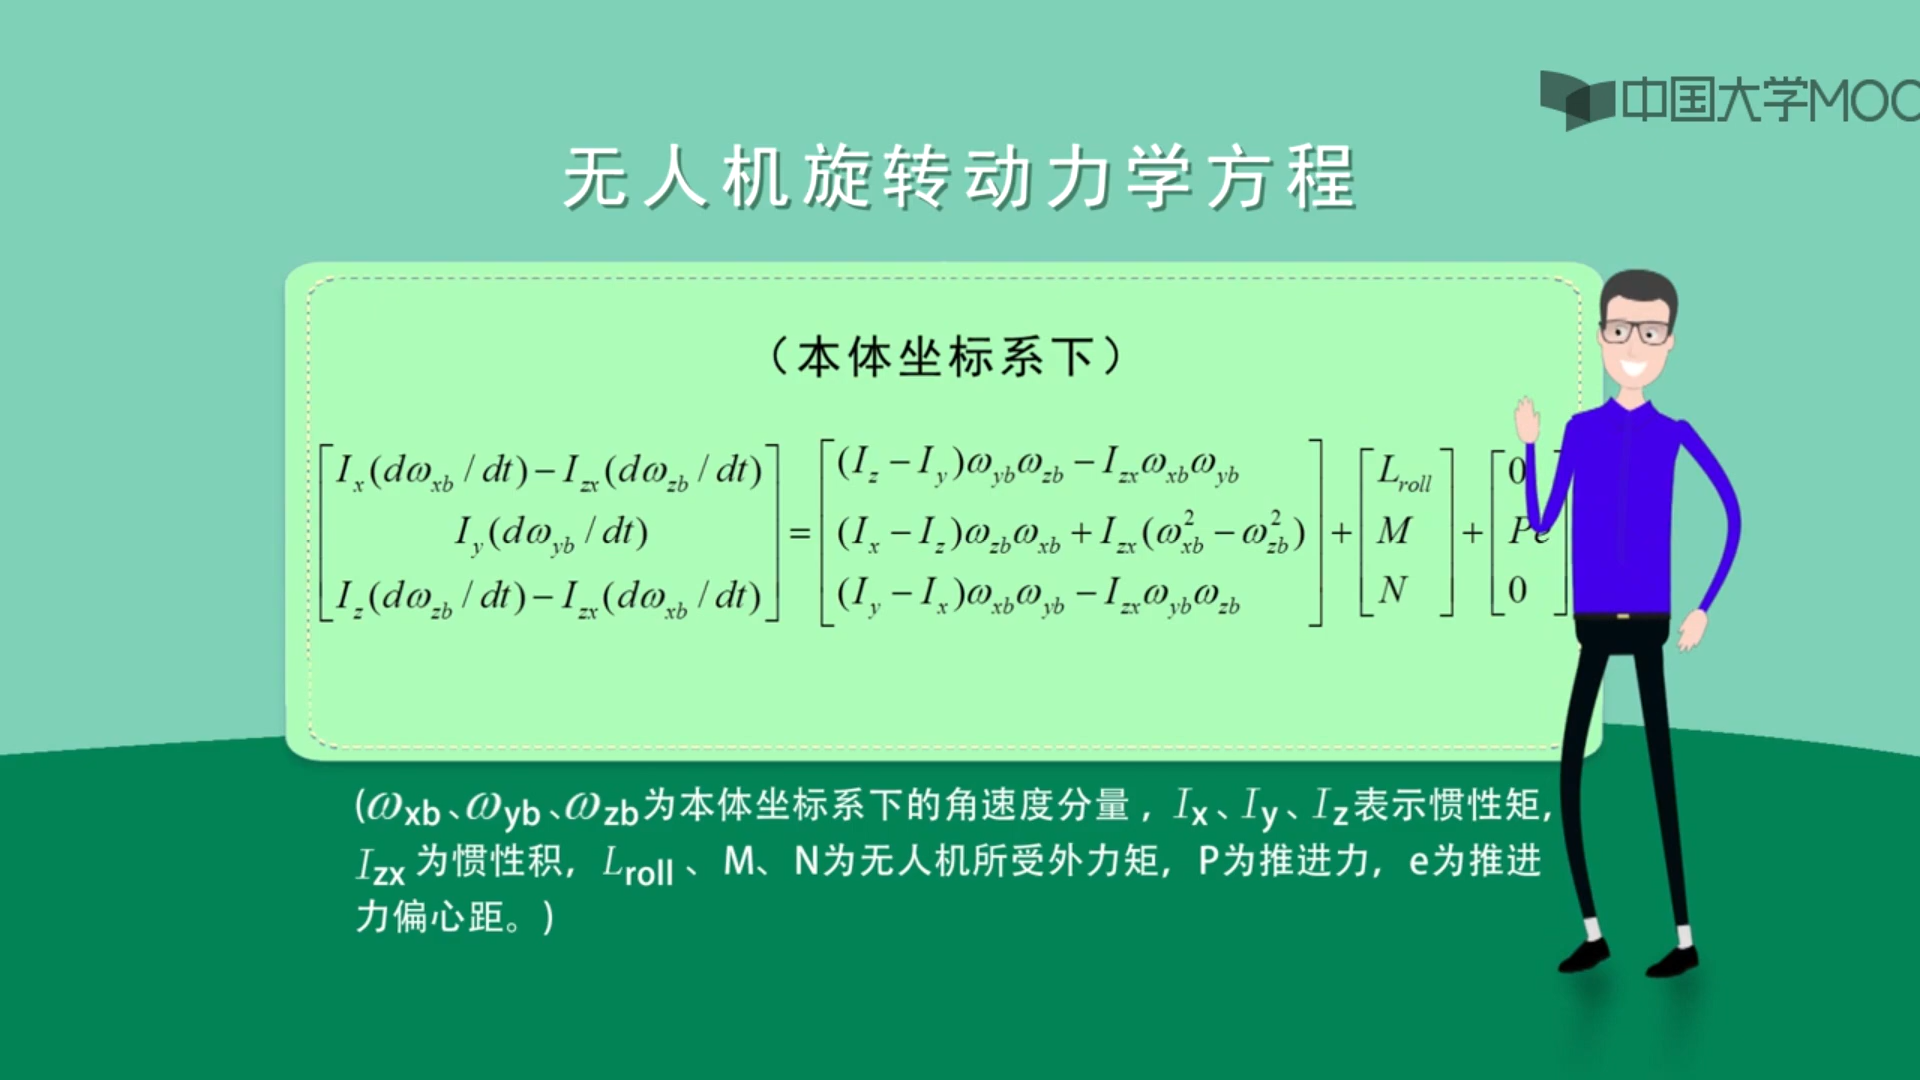 中国大学MOO
无人机旋转动力学方程
（本体坐标系下）
[I_x(dω_xb / dt) − I_zx(dω_zb / dt)] [(I_z − I_y)ω_yb ω_zb − I_zx ω_xb ω_yb] [L_roll] [0]
[I_y(dω_yb / dt)] = [(I_x − I_z)ω_zb ω_xb + I_zx(ω²_xb − ω²_zb)] + [M] + [Pe]
[I_z(dω_zb / dt) − I_zx(dω_xb / dt)] [(I_y − I_x)ω_xb ω_yb − I_zx ω_yb ω_zb] [N] [0]
(ω_xb、ω_yb、ω_zb为本体坐标系下的角速度分量，I_x、I_y、I_z表示惯性矩，
I_zx为惯性积，L_roll、M、N为无人机所受外力矩，P为推进力，e为推进
力偏心距。)